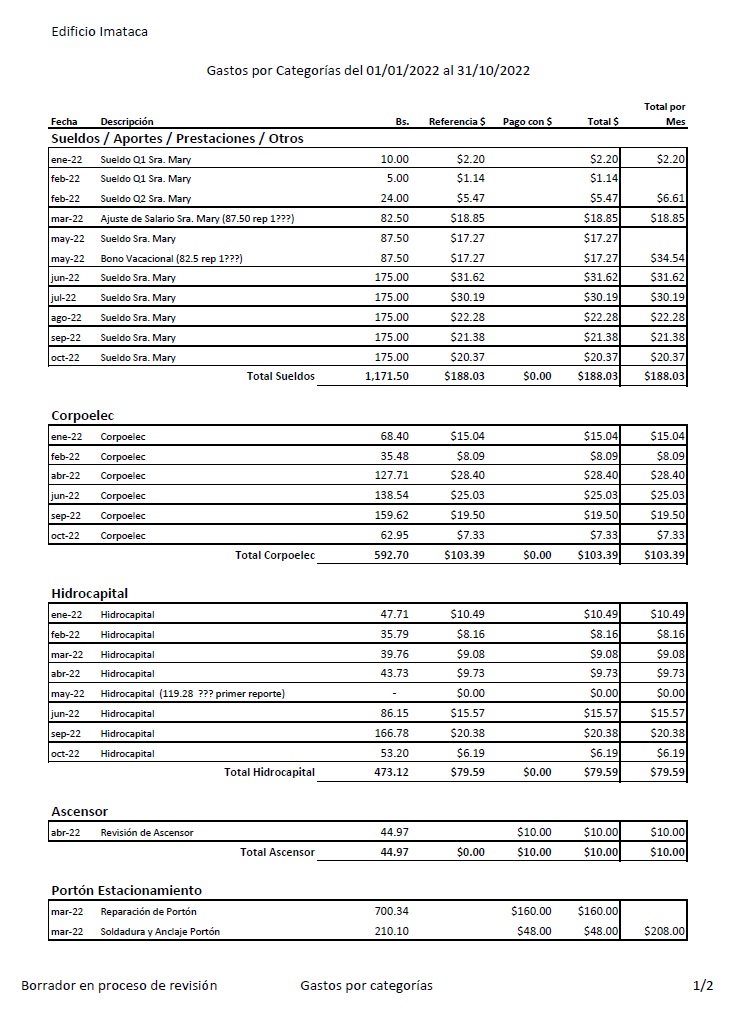 Edificio Imataca
Gastos por Categorías del 01/01/2022 al 31/10/2022
Total por
Fecha Descripción Bs. Referencia $ Pago con $ Total $ Mes
Sueldos / Aportes / Prestaciones / Otros
ene-22 Sueldo Q1 Sra. Mary 10.00 $2.20 $2.20 $2.20
feb-22 Sueldo Q1 Sra. Mary 5.00 $1.14 $1.14
feb-22 Sueldo Q2 Sra. Mary 24.00 $5.47 $5.47 $6.61
mar-22 Ajuste de Salario Sra. Mary (87.50 rep 1???) 82.50 $18.85 $18.85 $18.85
may-22 Sueldo Sra. Mary 87.50 $17.27 $17.27
may-22 Bono Vacacional (82.5 rep 1???) 87.50 $17.27 $17.27 $34.54
jun-22 Sueldo Sra. Mary 175.00 $31.62 $31.62 $31.62
jul-22 Sueldo Sra. Mary 175.00 $30.19 $30.19 $30.19
ago-22 Sueldo Sra. Mary 175.00 $22.28 $22.28 $22.28
sep-22 Sueldo Sra. Mary 175.00 $21.38 $21.38 $21.38
oct-22 Sueldo Sra. Mary 175.00 $20.37 $20.37 $20.37
Total Sueldos 1,171.50 $188.03 $0.00 $188.03 $188.03
Corpoelec
ene-22 Corpoelec 68.40 $15.04 $15.04 $15.04
feb-22 Corpoelec 35.48 $8.09 $8.09 $8.09
abr-22 Corpoelec 127.71 $28.40 $28.40 $28.40
jun-22 Corpoelec 138.54 $25.03 $25.03 $25.03
sep-22 Corpoelec 159.62 $19.50 $19.50 $19.50
oct-22 Corpoelec 62.95 $7.33 $7.33 $7.33
Total Corpoelec 592.70 $103.39 $0.00 $103.39 $103.39
Hidrocapital
ene-22 Hidrocapital 47.71 $10.49 $10.49 $10.49
feb-22 Hidrocapital 35.79 $8.16 $8.16 $8.16
mar-22 Hidrocapital 39.76 $9.08 $9.08 $9.08
abr-22 Hidrocapital 43.73 $9.73 $9.73 $9.73
may-22 Hidrocapital (119.28 ??? primer reporte) - $0.00 $0.00 $0.00
jun-22 Hidrocapital 86.15 $15.57 $15.57 $15.57
sep-22 Hidrocapital 166.78 $20.38 $20.38 $20.38
oct-22 Hidrocapital 53.20 $6.19 $6.19 $6.19
Total Hidrocapital 473.12 $79.59 $0.00 $79.59 $79.59
Ascensor
abr-22 Revisión de Ascensor 44.97 $10.00 $10.00 $10.00
Total Ascensor 44.97 $0.00 $10.00 $10.00 $10.00
Portón Estacionamiento
mar-22 Reparación de Portón 700.34 $160.00 $160.00
mar-22 Soldadura y Anclaje Portón 210.10 $48.00 $48.00 $208.00
Borrador en proceso de revisión Gastos por categorías 1/2